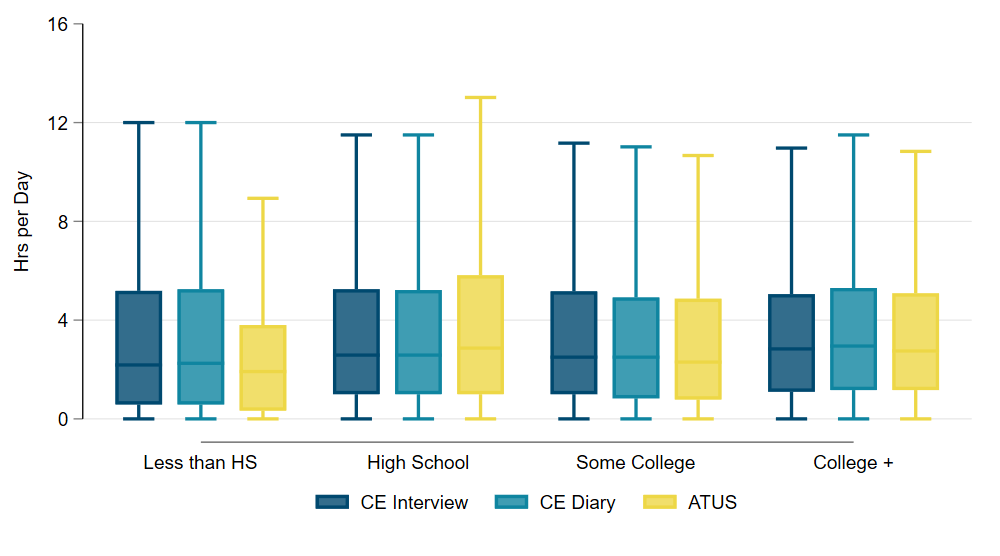 16
12
8
4
0
Hrs per Day
Less than HS
High School
Some College
College +
CE Interview
CE Diary
ATUS